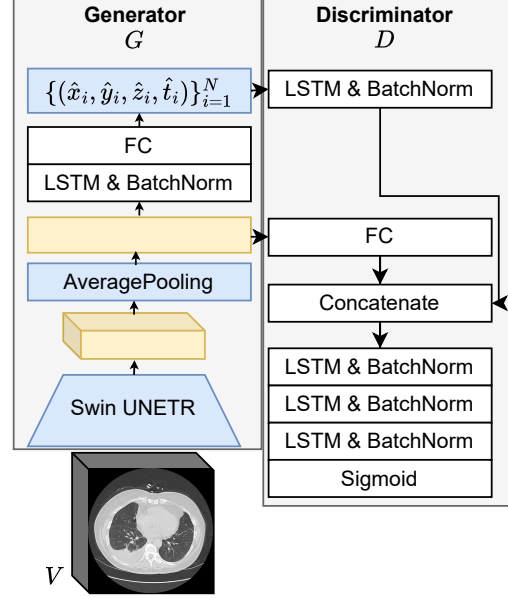 Generator
G
{(x̂ᵢ, ŷᵢ, ẑᵢ, t̂ᵢ)}ᵢ₌₁ᴺ
FC
LSTM & BatchNorm
AveragePooling
Swin UNETR
V
Discriminator
D
LSTM & BatchNorm
FC
Concatenate
LSTM & BatchNorm
LSTM & BatchNorm
LSTM & BatchNorm
Sigmoid